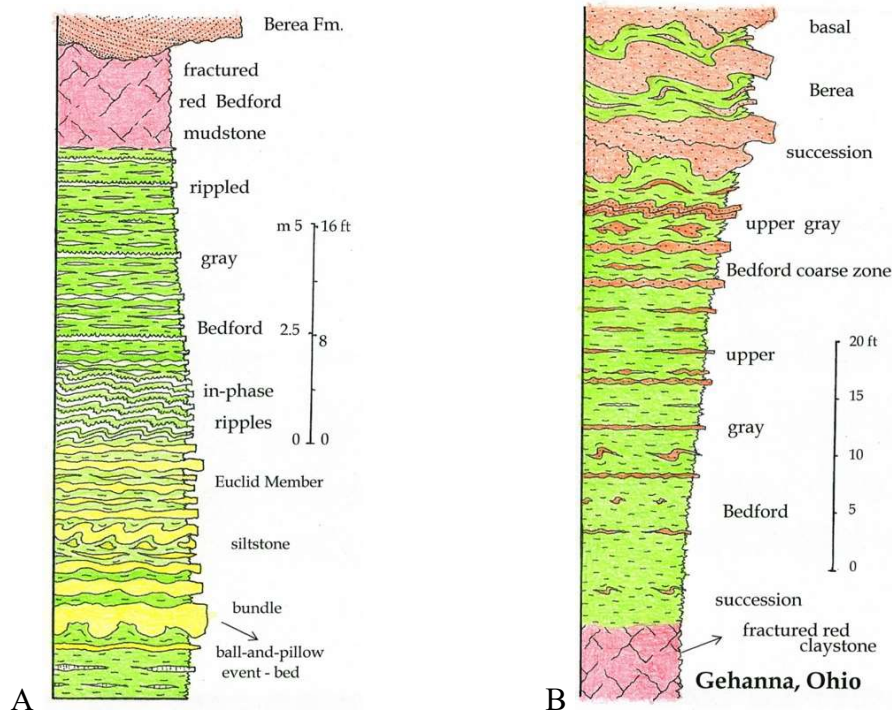 Berea Fm.
fractured
red Bedford
mudstone
rippled
m 5 16 ft
gray
Bedford
2.5 8
in-phase
ripples
0 0
Euclid Member
siltstone
bundle
ball-and-pillow
event - bed
A
basal
Berea
succession
upper gray
Bedford coarse zone
upper
20 ft
15
gray
10
Bedford
5
0
succession
fractured red
claystone
Gehanna, Ohio
B